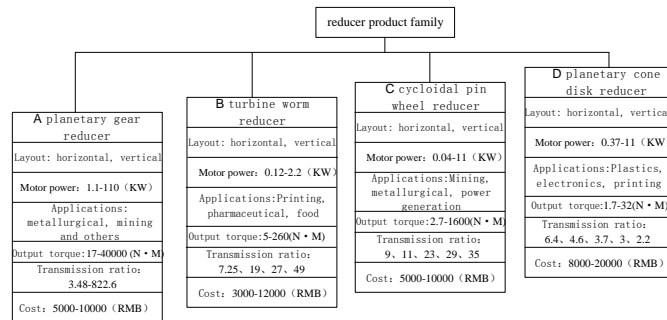 reducer product family
A planetary gear
reducer
Layout: horizontal, vertical
Motor power：1.1-110（KW）
Applications:
metallurgical, mining
and others
Output torque:17-40000（N·M）
Transmission ratio：
3.48-822.6
Cost：5000-10000（RMB）
B turbine worm
reducer
Layout: horizontal, vertical
Motor power：0.12-2.2（KW）
Applications:Printing,
pharmaceutical, food
Output torque:5-260(N·M）
Transmission ratio：
7.25、19、27、49
Cost：3000-12000（RMB）
C cycloidal pin
wheel reducer
Layout: horizontal, vertical
Motor power：0.04-11（KW）
Applications:Mining,
metallurgical, power
generation
Output torque:2.7-1600(N·M）
Transmission ratio：
9、11、23、29、35
Cost：5000-10000（RMB）
D planetary cone
disk reducer
Layout: horizontal, vertical
Motor power：0.37-11（KW
Applications:Plastics,
electronics, printing
Output torque:1.7-32(N·M）
Transmission ratio：
6.4、4.6、3.7、3、2.2
Cost：8000-20000（RMB）